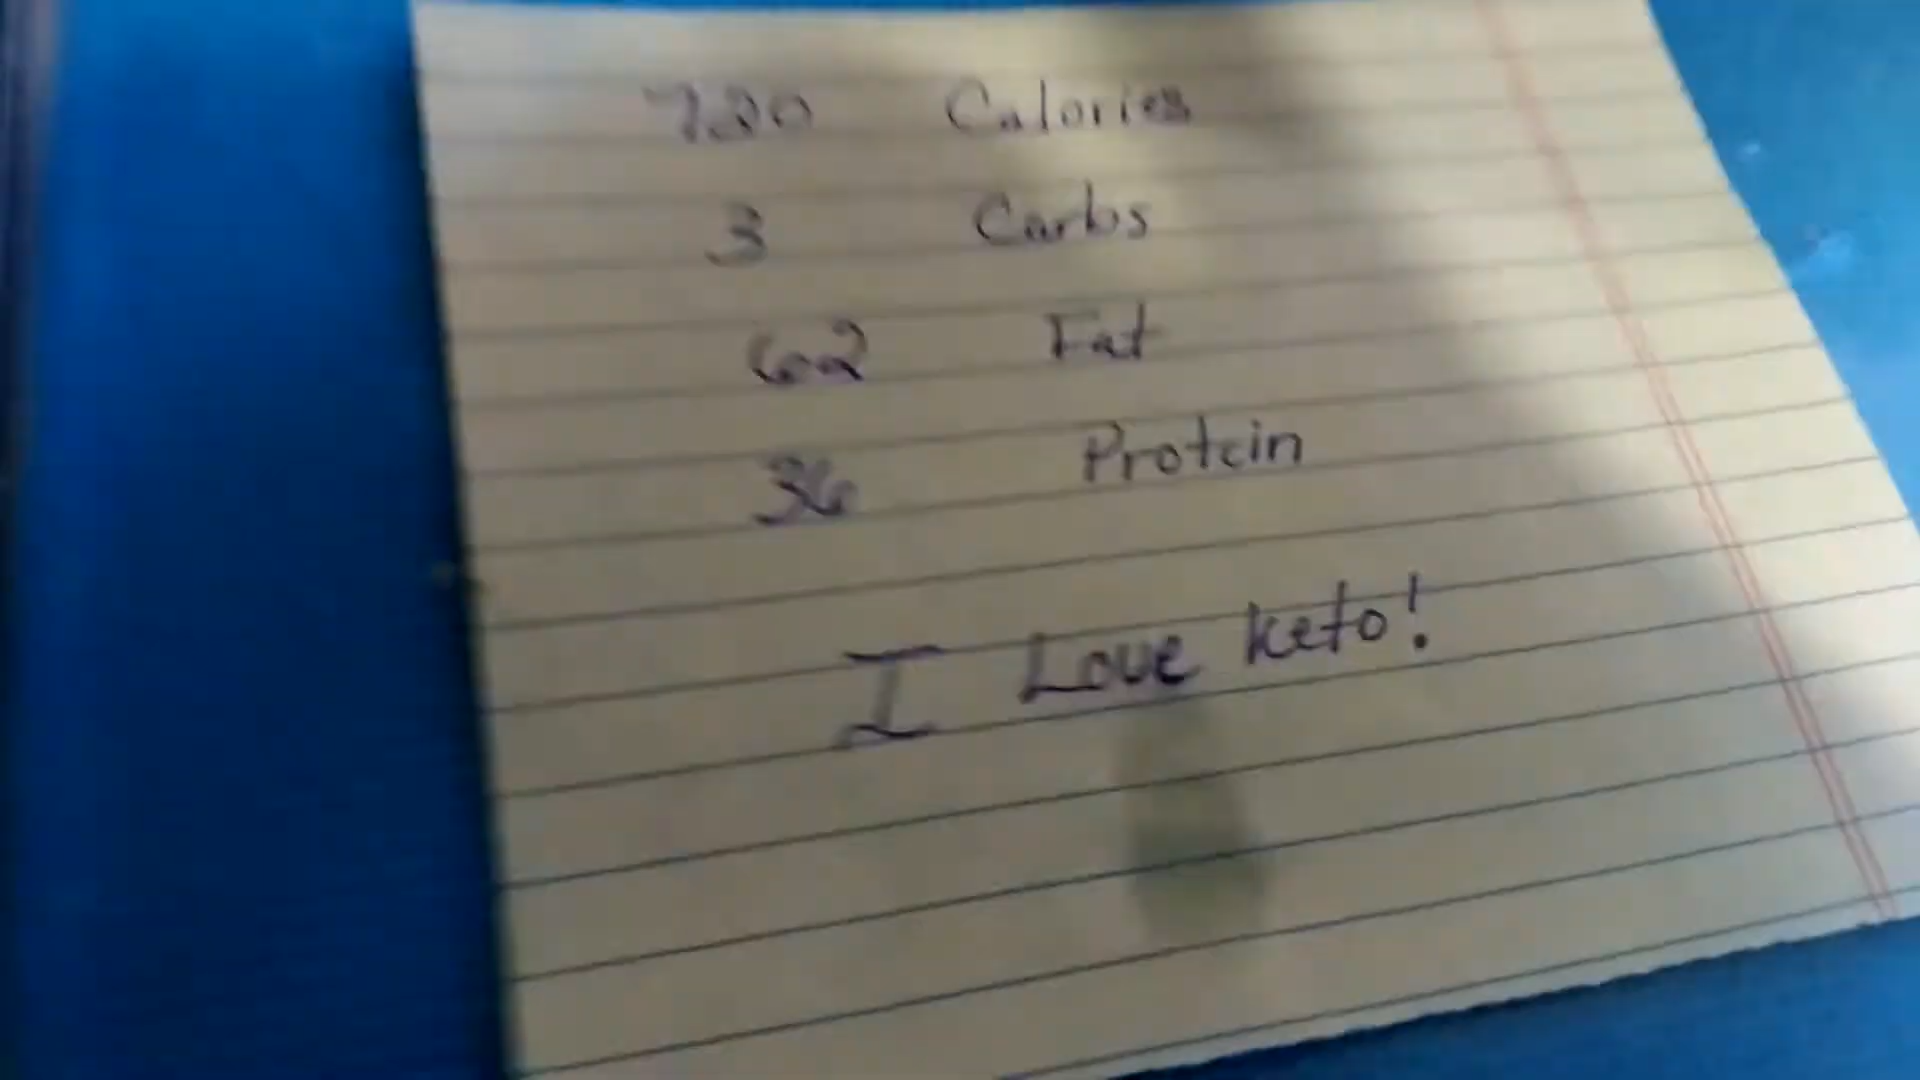 720 Calories
3 Carbs
62 Fat
36 Protein
I Love keto!